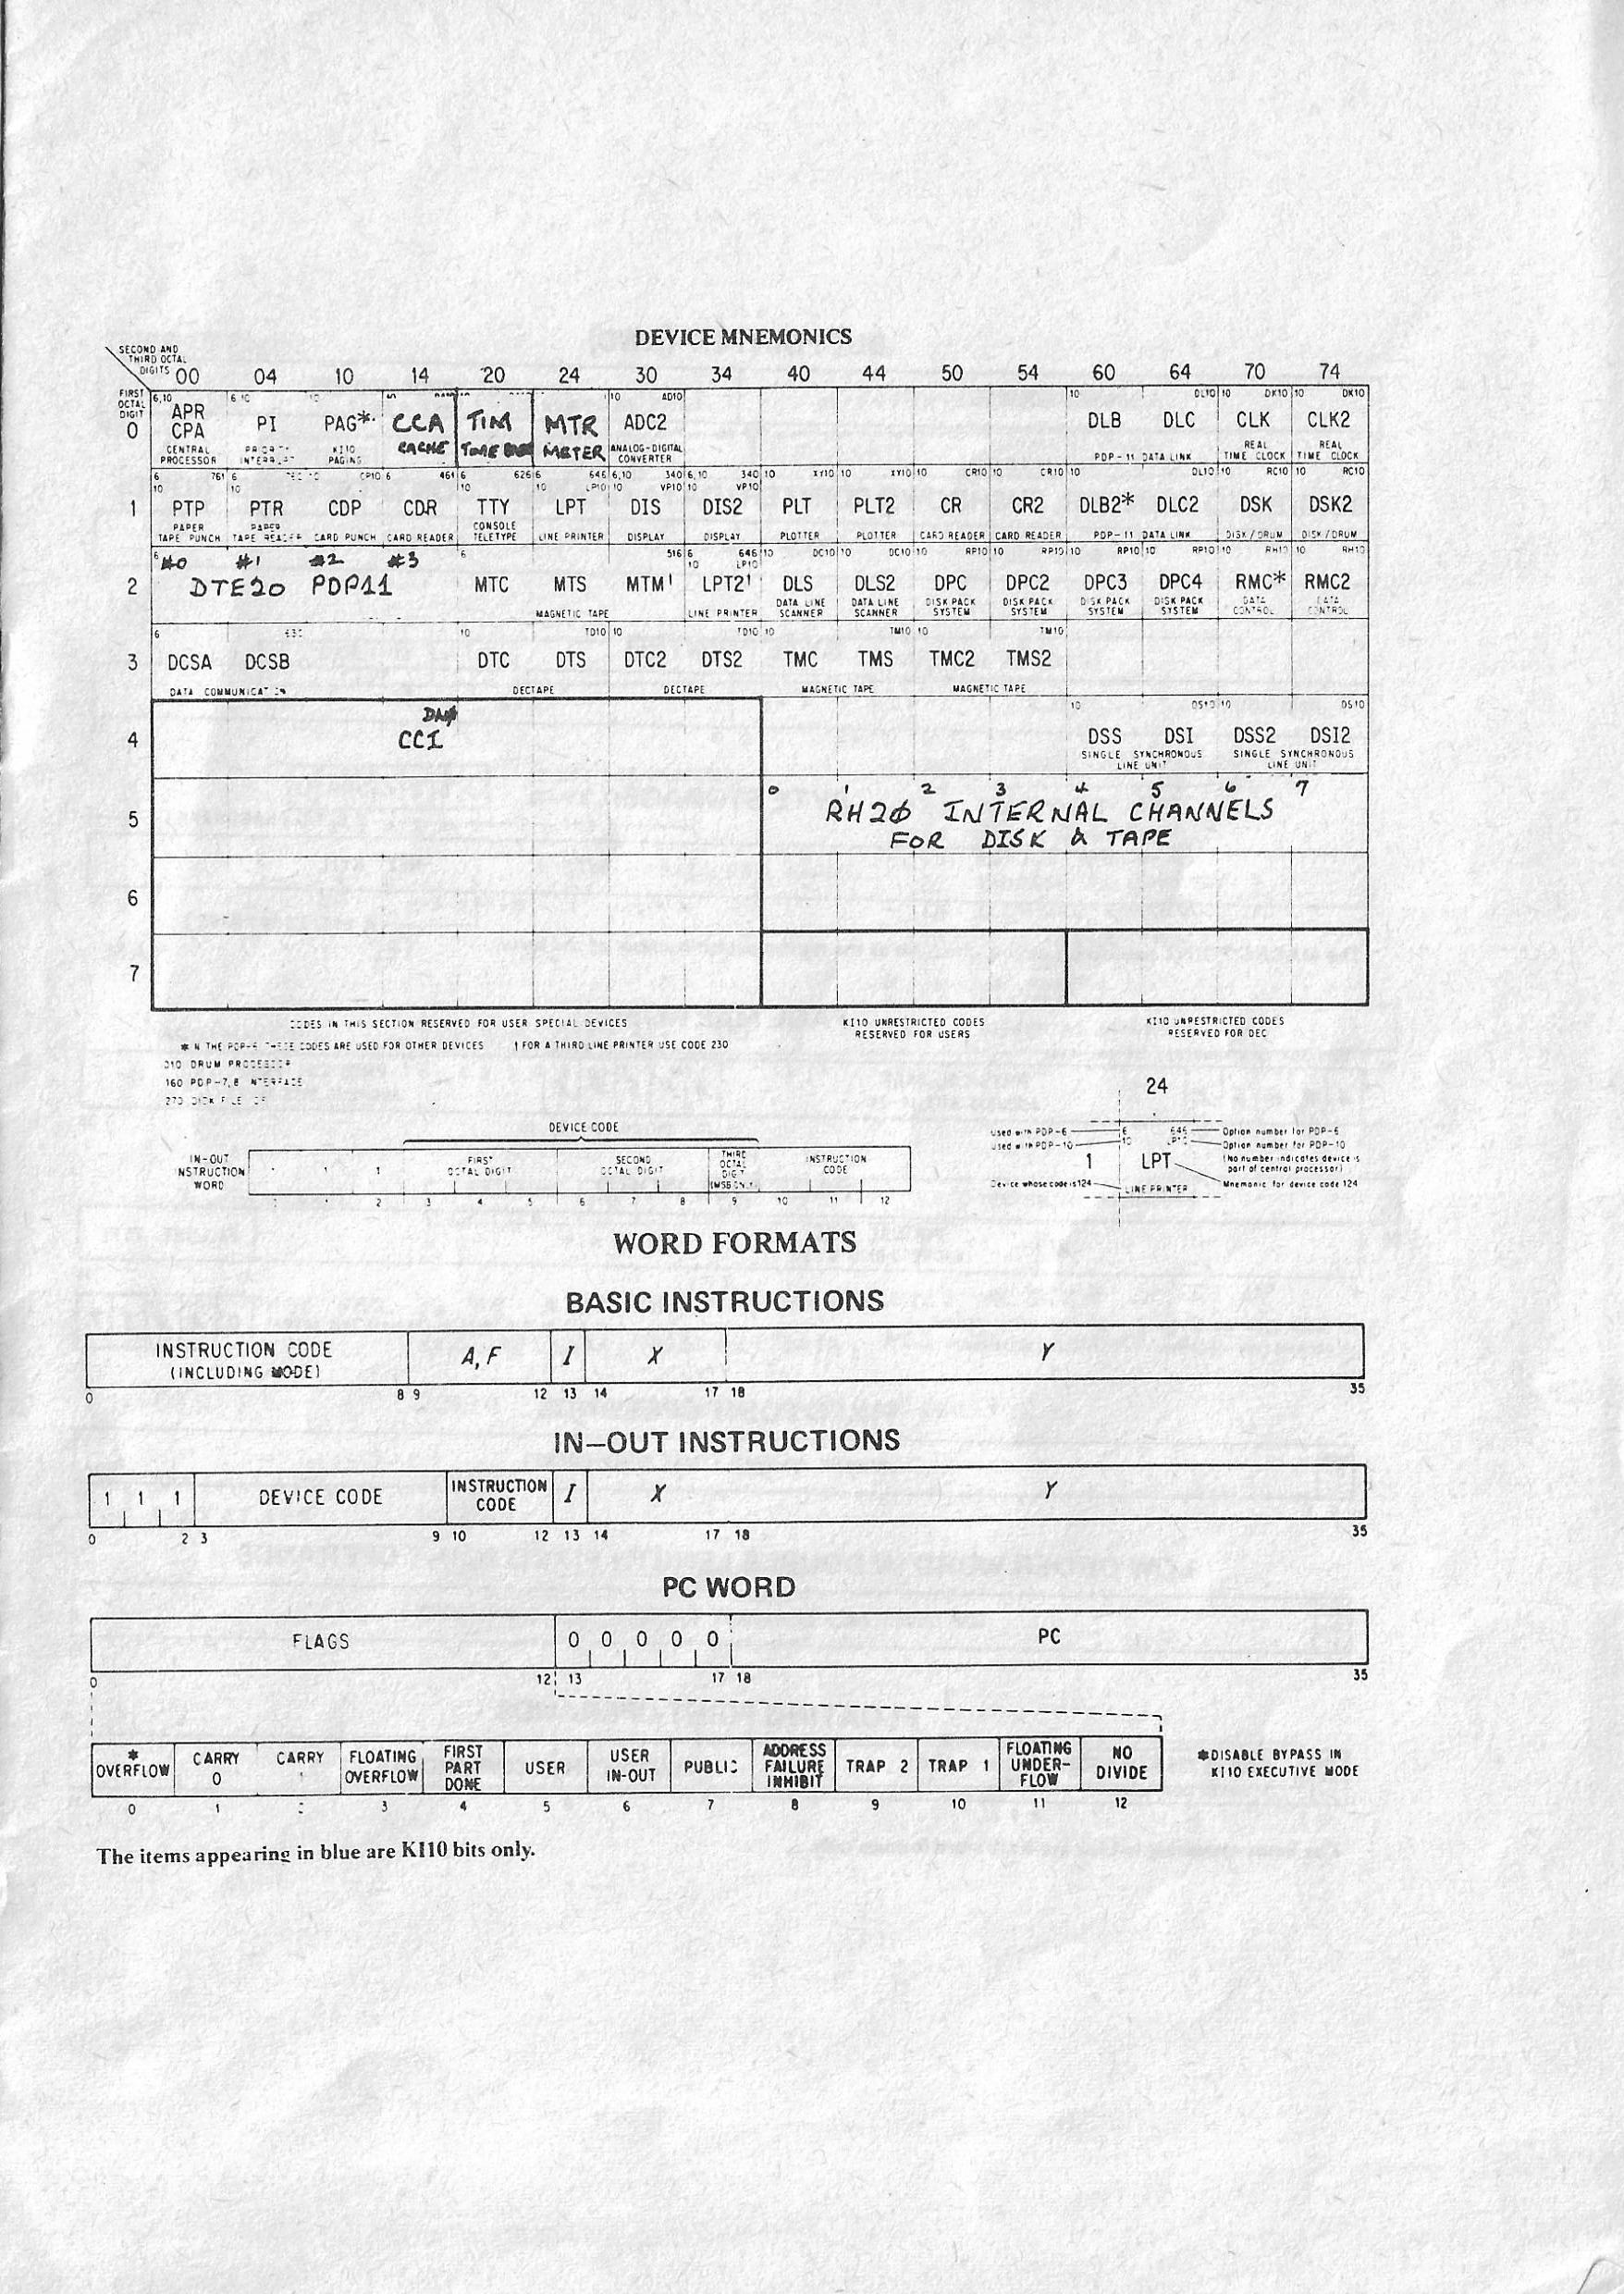 DEVICE MNEMONICS
SECOND AND
THIRD OCTAL
DIGITS 00 04 10 14 20 24 30 34 40 44 50 54 60 64 70 74
FIRST
OCTAL
DIGIT
6,10 6 10 10 AD10 10 DL10 10 DK10 10 DK10
0 APR
CPA PI PAG* CCA TIM MTR ADC2 DLB DLC CLK CLK2
CENTRAL
PROCESSOR KI10
PAGING CACHE METER ANALOG-DIGITAL
CONVERTER PDP-11 DATA LINK REAL
TIME CLOCK REAL
TIME CLOCK
6 761 6 CP10 6 461 6 626 6 646 6,10 340 6,10 340 10 XY10 10 XY10 10 CR10 10 CR10 10 DL10 10 RC10 10 RC10
10 10 10 10 LP10 10 VP10 10 VP10
1 PTP PTR CDP CDR TTY LPT DIS DIS2 PLT PLT2 CR CR2 DLB2* DLC2 DSK DSK2
PAPER
TAPE PUNCH PAPER
TAPE READER CARD PUNCH CARD READER CONSOLE
TELETYPE LINE PRINTER DISPLAY DISPLAY PLOTTER PLOTTER CARD READER CARD READER PDP-11 DATA LINK DISK/DRUM DISK/DRUM
6 #0 #1 #2 #3 6 516 6 646 10 DC10 10 DC10 10 RP10 10 RP10 10 RP10 10 RP10 10 RH10 10 RH10
10 LP10
2 DTE20 PDP11 MTC MTS MTM LPT2 DLS DLS2 DPC DPC2 DPC3 DPC4 RMC* RMC2
MAGNETIC TAPE LINE PRINTER DATA LINE
SCANNER DATA LINE
SCANNER DISK PACK
SYSTEM DISK PACK
SYSTEM DISK PACK
SYSTEM DISK PACK
SYSTEM DATA
CONTROL DATA
CONTROL
6 630 10 TD10 10 TD10 10 TM10 10 TM10
3 DCSA DCSB DTC DTS DTC2 DTS2 TMC TMS TMC2 TMS2
DATA COMMUNICATION DECTAPE DECTAPE MAGNETIC TAPE MAGNETIC TAPE
10 DS10 10 DS10
4 CCI DSS DSI DSS2 DSI2
SINGLE SYNCHRONOUS
LINE UNIT SINGLE SYNCHRONOUS
LINE UNIT
0 1 2 3 4 5 6 7
5 RH20 INTERNAL CHANNELS
FOR DISK & TAPE
6
7
CODES IN THIS SECTION RESERVED FOR USER SPECIAL DEVICES
KI10 UNRESTRICTED CODES
RESERVED FOR USERS
KI10 UNRESTRICTED CODES
RESERVED FOR DEC
* IN THE PDP-6 THESE CODES ARE USED FOR OTHER DEVICES † FOR A THIRD LINE PRINTER USE CODE 230
010 DRUM PROCESSOR
160 PDP-7,8 INTERFACE
270 DISK FILE
24
Used with PDP-6 6 646 Option number for PDP-6
Used with PDP-10 10 LP10 Option number for PDP-10
1 LPT (No number indicates device is
part of central processor)
Device whose code is 124 LINE PRINTER Mnemonic for device code 124
DEVICE CODE
IN-OUT
INSTRUCTION
WORD
1 1 1 FIRST
OCTAL DIGIT SECOND
OCTAL DIGIT THIRD
OCTAL
DIGIT
(MSB ONLY) INSTRUCTION
CODE
2 3 4 5 6 7 8 9 10 11 12
WORD FORMATS
BASIC INSTRUCTIONS
INSTRUCTION CODE
(INCLUDING MODE) A,F I X Y
0 8 9 12 13 14 17 18 35
IN–OUT INSTRUCTIONS
1 1 1 DEVICE CODE INSTRUCTION
CODE I X Y
0 2 3 9 10 12 13 14 17 18 35
PC WORD
FLAGS 0 0 0 0 0 PC
0 12 13 17 18 35
*
OVERFLOW CARRY
0 CARRY
1 FLOATING
OVERFLOW FIRST
PART
DONE USER USER
IN-OUT PUBLIC ADDRESS
FAILURE
INHIBIT TRAP 2 TRAP 1 FLOATING
UNDER-
FLOW NO
DIVIDE
0 1 2 3 4 5 6 7 8 9 10 11 12
*DISABLE BYPASS IN
KI10 EXECUTIVE MODE
The items appearing in blue are KI10 bits only.